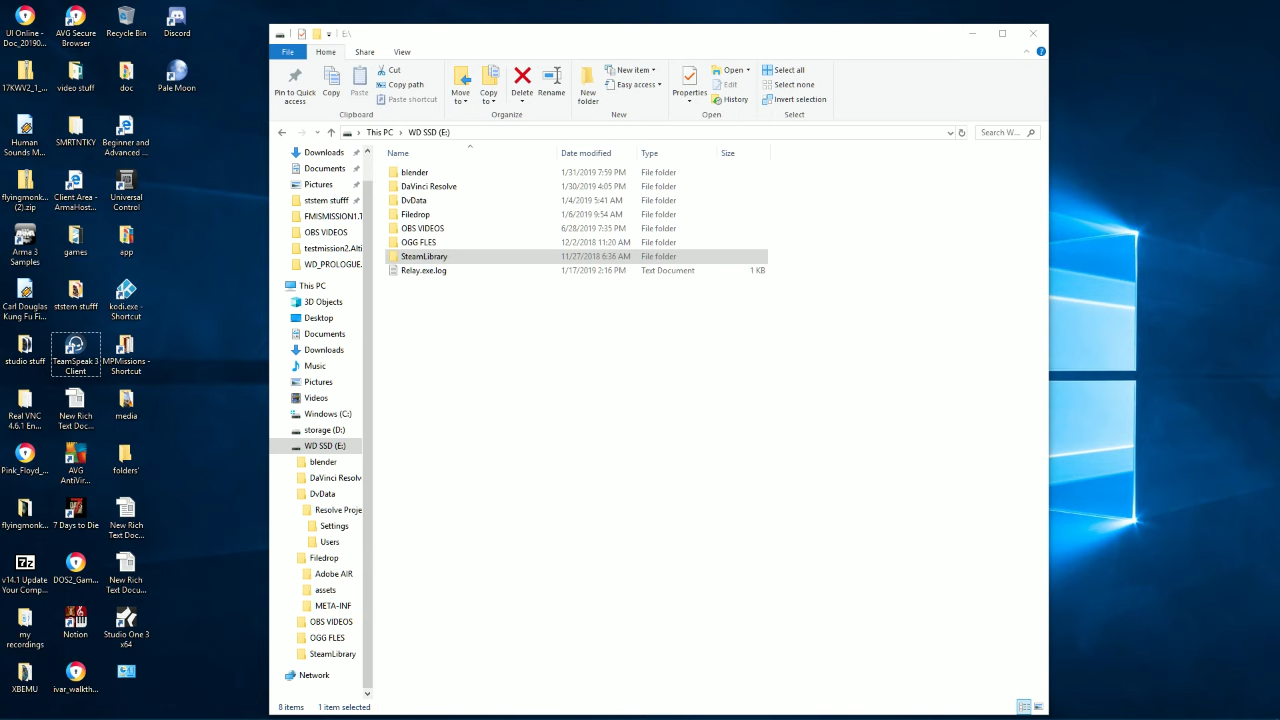 UI Online -
Doc_20190...
AVG Secure
Browser
Recycle Bin
Discord
17KWV2_1_...
video stuff
doc
Pale Moon
Human
Sounds M...
SMRTNTKY
Beginner and
Advanced ...
flyingmonk...
(2).zip
Client Area -
ArmaHost...
Universal
Control
Arma 3
Samples
games
app
Carl Douglas
Kung Fu Fi...
ststem stufff
kodi.exe -
Shortcut
studio stuff
TeamSpeak 3
Client
MPMissions -
Shortcut
Real VNC
4.6.1 En...
New Rich
Text Doc...
media
Pink_Floyd_...
AVG
AntiVir...
folders'
flyingmonk...
7 Days to Die
New Rich
Text Docu...
7z
v14.1 Update
Your Comp...
DOS2_Gam...
New Rich
Text Docu...
my
recordings
Notion
Studio One 3
x64
XBEMU
ivar_walkth...
E:\
File
Home
Share
View
Pin to Quick
access
Copy
Paste
Cut
Copy path
Paste shortcut
Clipboard
Move
to
Copy
to
Delete
Rename
Organize
New
folder
New item
Easy access
New
Properties
Open
Edit
History
Open
Select all
Select none
Invert selection
Select
This PC > WD SSD (E:)
Search W...
Downloads
Documents
Pictures
ststem stufff
FMISMISSION1.T
OBS VIDEOS
testmission2.Alti
WD_PROLOGUE.
This PC
3D Objects
Desktop
Documents
Downloads
Music
Pictures
Videos
Windows (C:)
storage (D:)
WD SSD (E:)
blender
DaVinci Resolv
DvData
Resolve Proje
Settings
Users
Filedrop
Adobe AIR
assets
META-INF
OBS VIDEOS
OGG FLES
SteamLibrary
Network
Name Date modified Type Size
blender 1/31/2019 7:59 PM File folder
DaVinci Resolve 1/30/2019 4:05 PM File folder
DvData 1/4/2019 5:41 AM File folder
Filedrop 1/6/2019 9:54 AM File folder
OBS VIDEOS 6/28/2019 7:35 PM File folder
OGG FLES 12/2/2018 11:20 AM File folder
SteamLibrary 11/27/2018 6:36 AM File folder
Relay.exe.log 1/17/2019 2:16 PM Text Document 1 KB
8 items 1 item selected